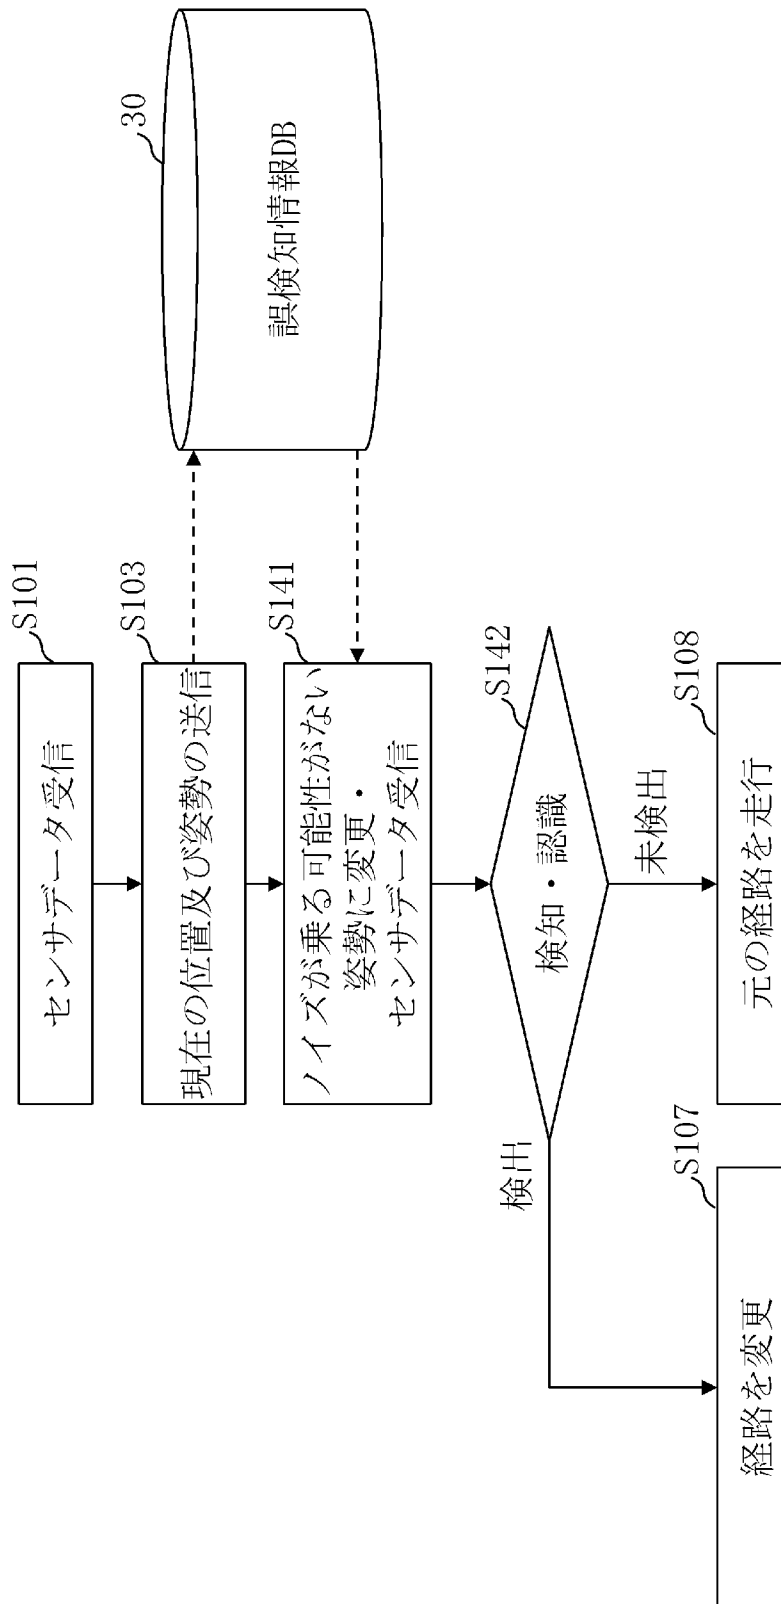 S101
センサデータ受信
S103
現在の位置及び姿勢の送信
30
誤検知情報DB
S141
ノイズが乗る可能性がない
姿勢に変更・
センサデータ受信
S142
検知・認識
検出
未検出
S107
経路を変更
S108
元の経路を走行